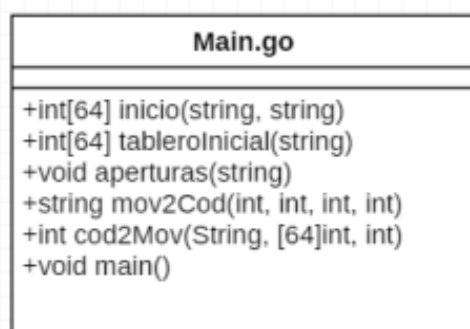 Main.go
+int[64] inicio(string, string)
+int[64] tableroInicial(string)
+void aperturas(string)
+string mov2Cod(int, int, int, int)
+int cod2Mov(String, [64]int, int)
+void main()